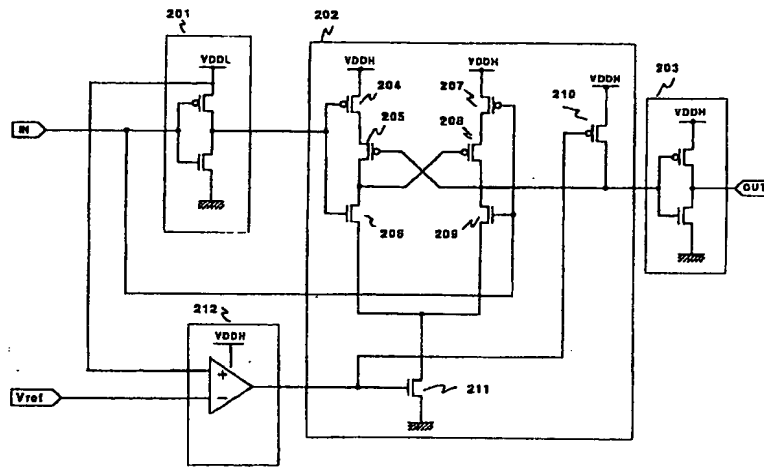 201
202
VDDL
VDDH
204
VDDH
207
VDDH
210
203
VDDH
IN
205
208
OUT
206
209
212
VDDH
+
−
Vref
211